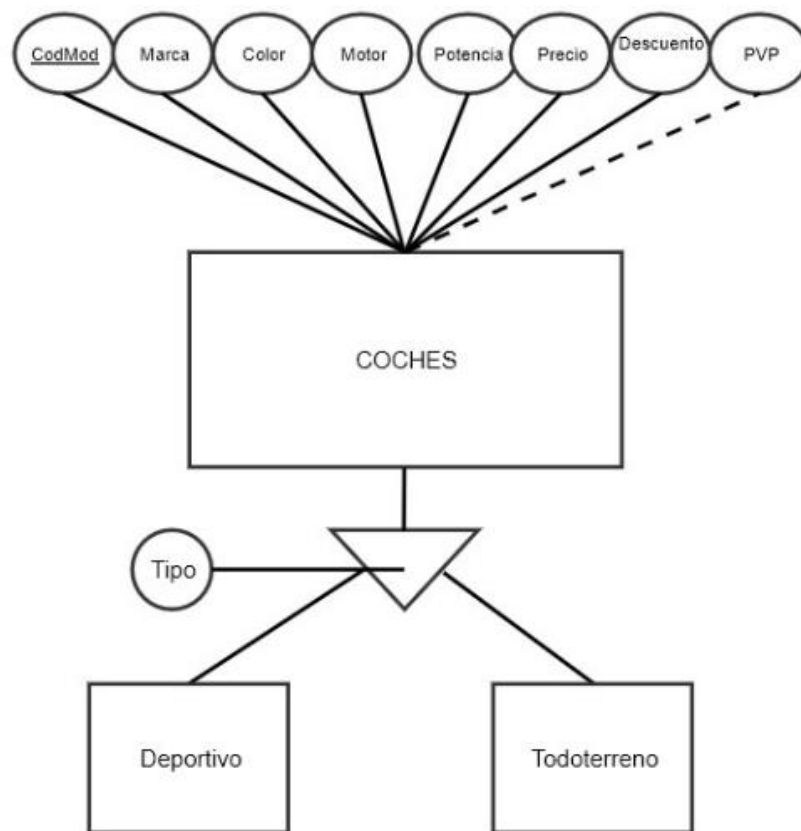 CodMod
Marca
Color
Motor
Potencia
Precio
Descuento
PVP
COCHES
Tipo
Deportivo
Todoterreno